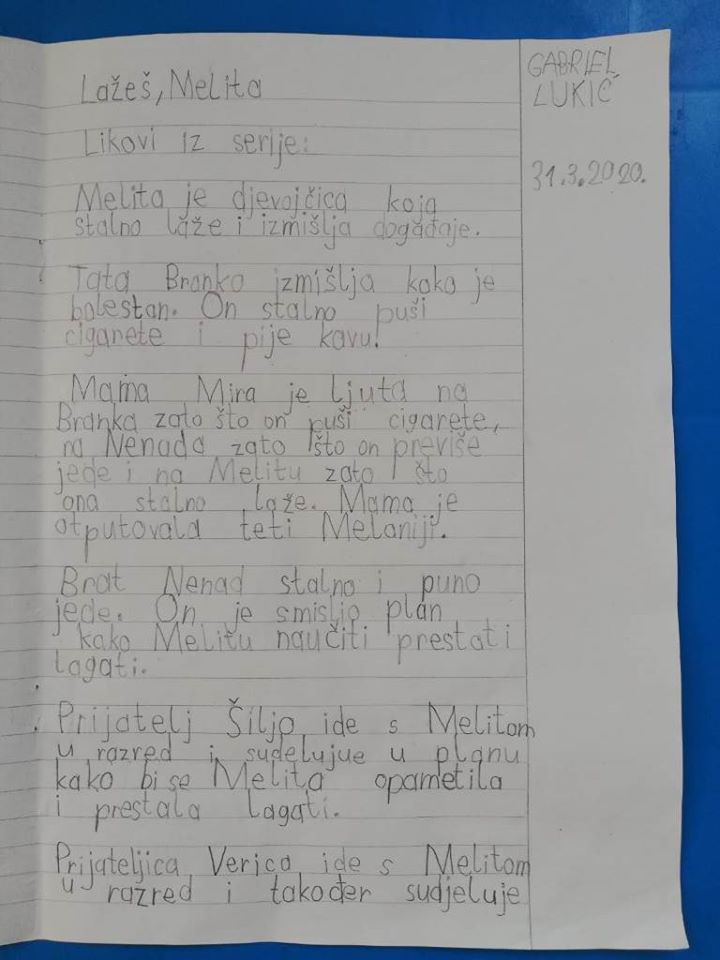 Lažeš, Melita
Likovi iz serije:
Melita je djevojčica koja
stalno laže i izmišlja događaje.
Tata Branko izmišlja kako je
bolestan. On stalno puši
cigarete i pije kavu!
Mama Mira je ljuta na
Branka zato što on puši cigarete,
na Nenada zato što on previše
jede i na Melitu zato što
ona stalno laže. Mama je
otputovala teti Melaniji.
Brat Nenad stalno i puno
jede. On je smislio plan
kako Melitu naučiti prestati
lagati.
Prijatelj Šiljo ide s Melitom
u razred i sudelujue u planu
kako bi se Melita opametila
i prestala lagati.
Prijateljica Verica ide s Melitom
u razred i također sudjeluje
GABRIEL
LUKIĆ
31.3.2020.